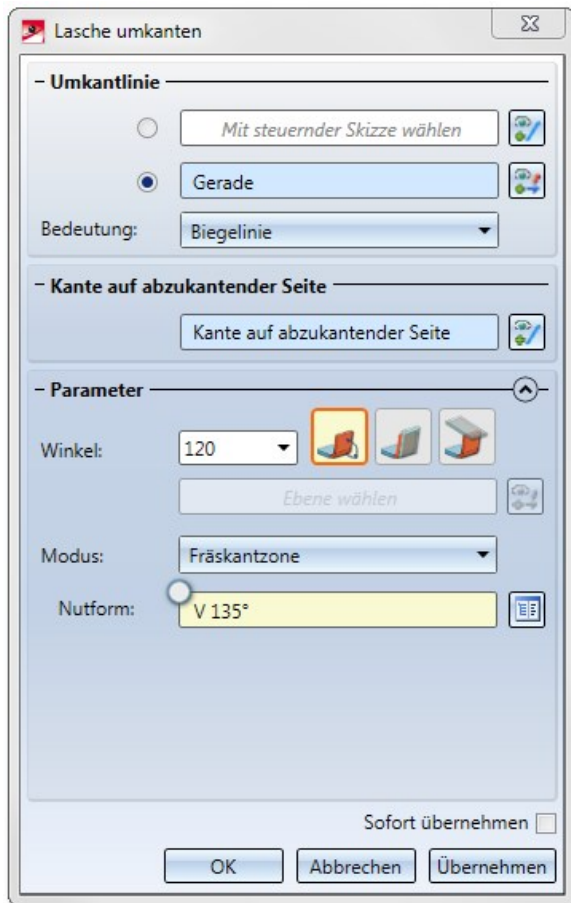 Lasche umkanten
Umkantlinie
Mit steuernder Skizze wählen
Gerade
Bedeutung: Biegelinie
Kante auf abzukantender Seite
Kante auf abzukantender Seite
Parameter
Winkel: 120
Ebene wählen
Modus: Fräskantzone
Nutform: V 135°
Sofort übernehmen
OK Abbrechen Übernehmen